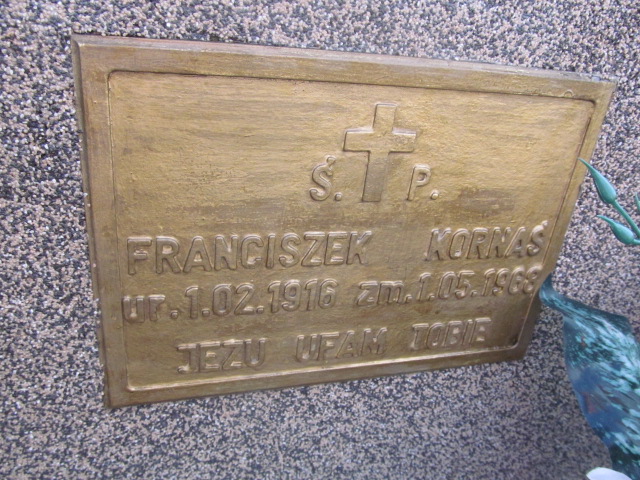 Ś. P.
FRANCISZEK KORNAŚ
ur. 1.02.1916 zm. 1.05.1968
JEZU UFAM TOBIE